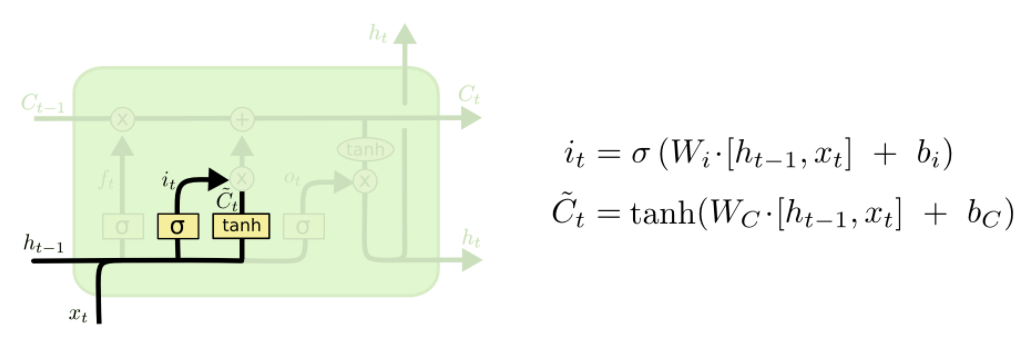 h_t
C_{t-1} C_t
x +
tanh
f_t i_t C̃_t o_t x x
σ σ tanh σ
h_{t-1} h_t
x_t
i_t = σ (W_i·[h_{t-1}, x_t] + b_i)
C̃_t = tanh(W_C·[h_{t-1}, x_t] + b_C)